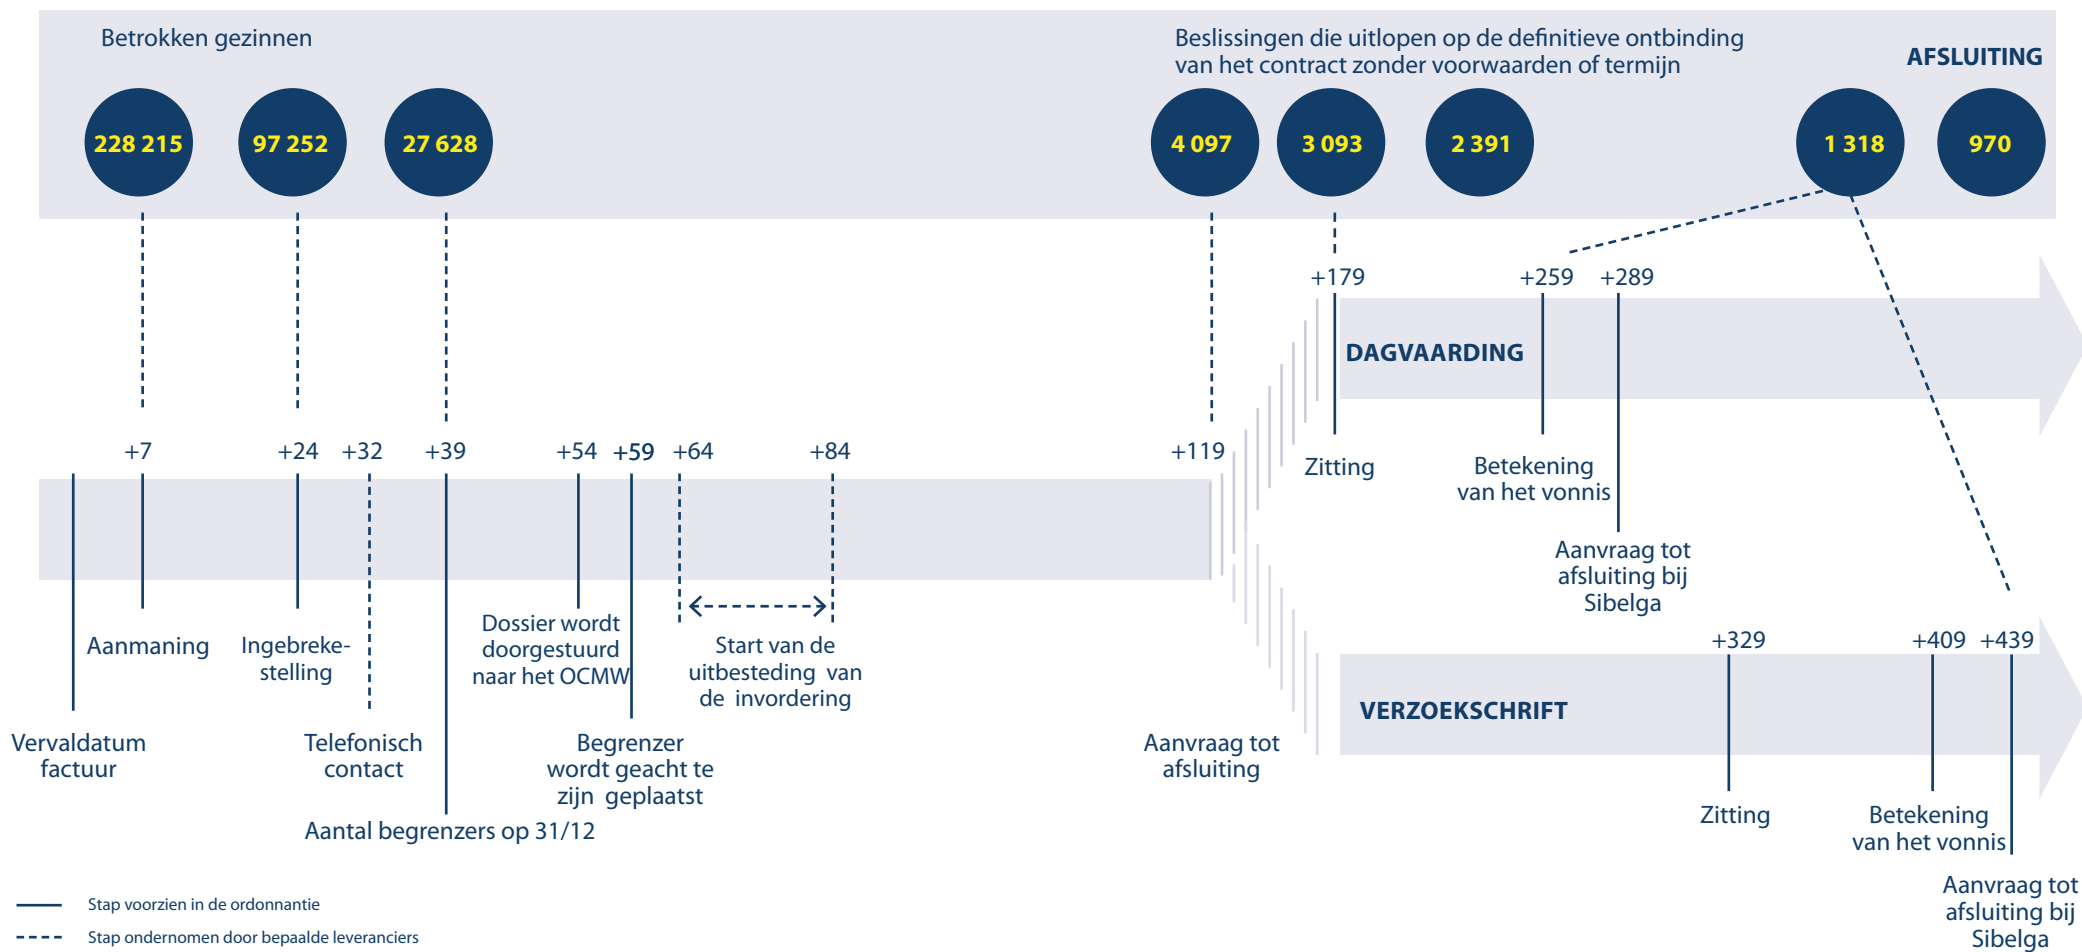 Betrokken gezinnen
Beslissingen die uitlopen op de definitieve ontbinding
van het contract zonder voorwaarden of termijn
AFSLUITING
228 215
97 252
27 628
4 097
3 093
2 391
1 318
970
+179
+259
+289
DAGVAARDING
Zitting
Betekening
van het vonnis
Aanvraag tot
afsluiting bij
Sibelga
+7
+24
+32
+39
+54
+59
+64
+84
+119
Aanmaning
Ingebreke-
stelling
Dossier wordt
doorgestuurd
naar het OCMW
Start van de
uitbesteding van
de invordering
Vervaldatum
factuur
Telefonisch
contact
Begrenzer
wordt geacht te
zijn geplaatst
Aanvraag tot
afsluiting
Aantal begrenzers op 31/12
+329
+409
+439
VERZOEKSCHRIFT
Zitting
Betekening
van het vonnis
Aanvraag tot
afsluiting bij
Sibelga
Stap voorzien in de ordonnantie
Stap ondernomen door bepaalde leveranciers